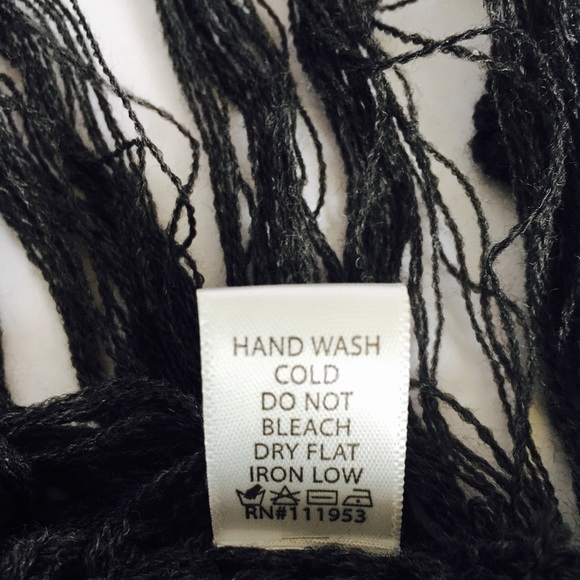 HAND WASH
COLD
DO NOT
BLEACH
DRY FLAT
IRON LOW
RN#111953